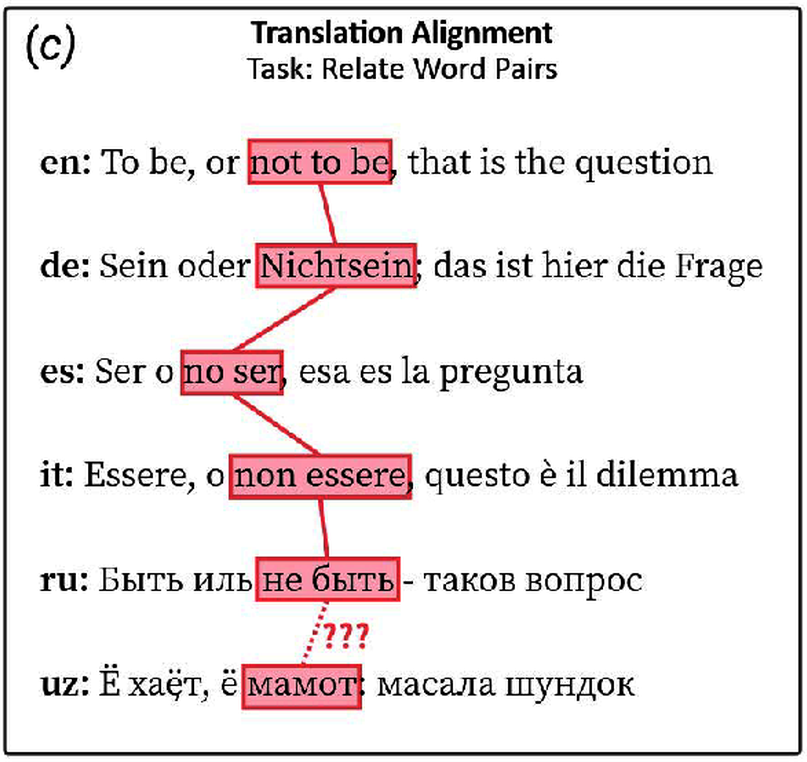 (c)
Translation Alignment
Task: Relate Word Pairs
en: To be, or not to be, that is the question
de: Sein oder Nichtsein; das ist hier die Frage
es: Ser o no ser, esa es la pregunta
it: Essere, o non essere, questo è il dilemma
ru: Быть иль не быть - таков вопрос
???
uz: Ё хаёт, ё мамот: масала шундок